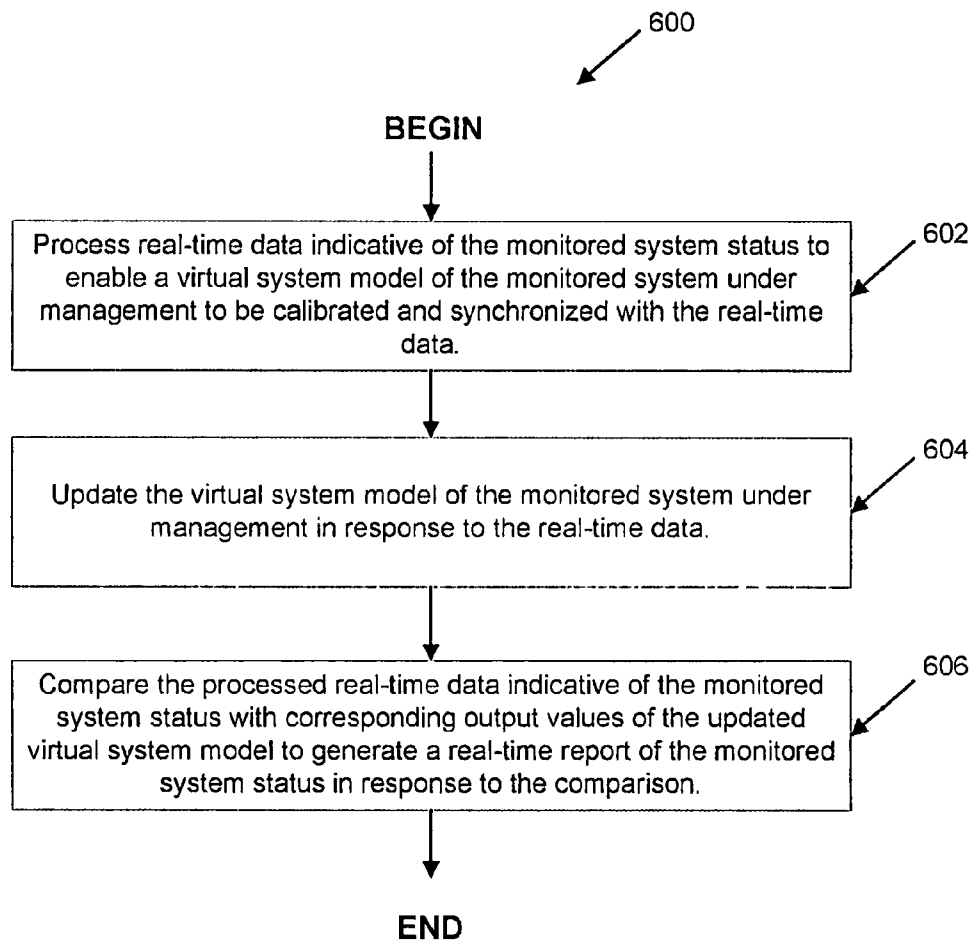 600
BEGIN
Process real-time data indicative of the monitored system status to
enable a virtual system model of the monitored system under
management to be calibrated and synchronized with the real-time
data.
602
Update the virtual system model of the monitored system under
management in response to the real-time data.
604
Compare the processed real-time data indicative of the monitored
system status with corresponding output values of the updated
virtual system model to generate a real-time report of the monitored
system status in response to the comparison.
606
END